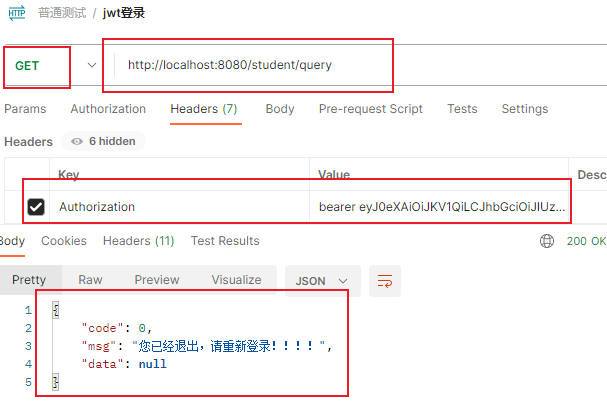 HTTP 普通测试 / jwt登录
GET http://localhost:8080/student/query
Params Authorization Headers (7) Body Pre-request Script Tests Settings
Headers 6 hidden
Key Value Desc
Authorization bearer eyJ0eXAiOiJKV1QiLCJhbGciOiJIUz...
Body Cookies Headers (11) Test Results 200 OK
Pretty Raw Preview Visualize JSON
1 {
2 "code": 0,
3 "msg": "您已经退出，请重新登录！！！！",
4 "data": null
5 }